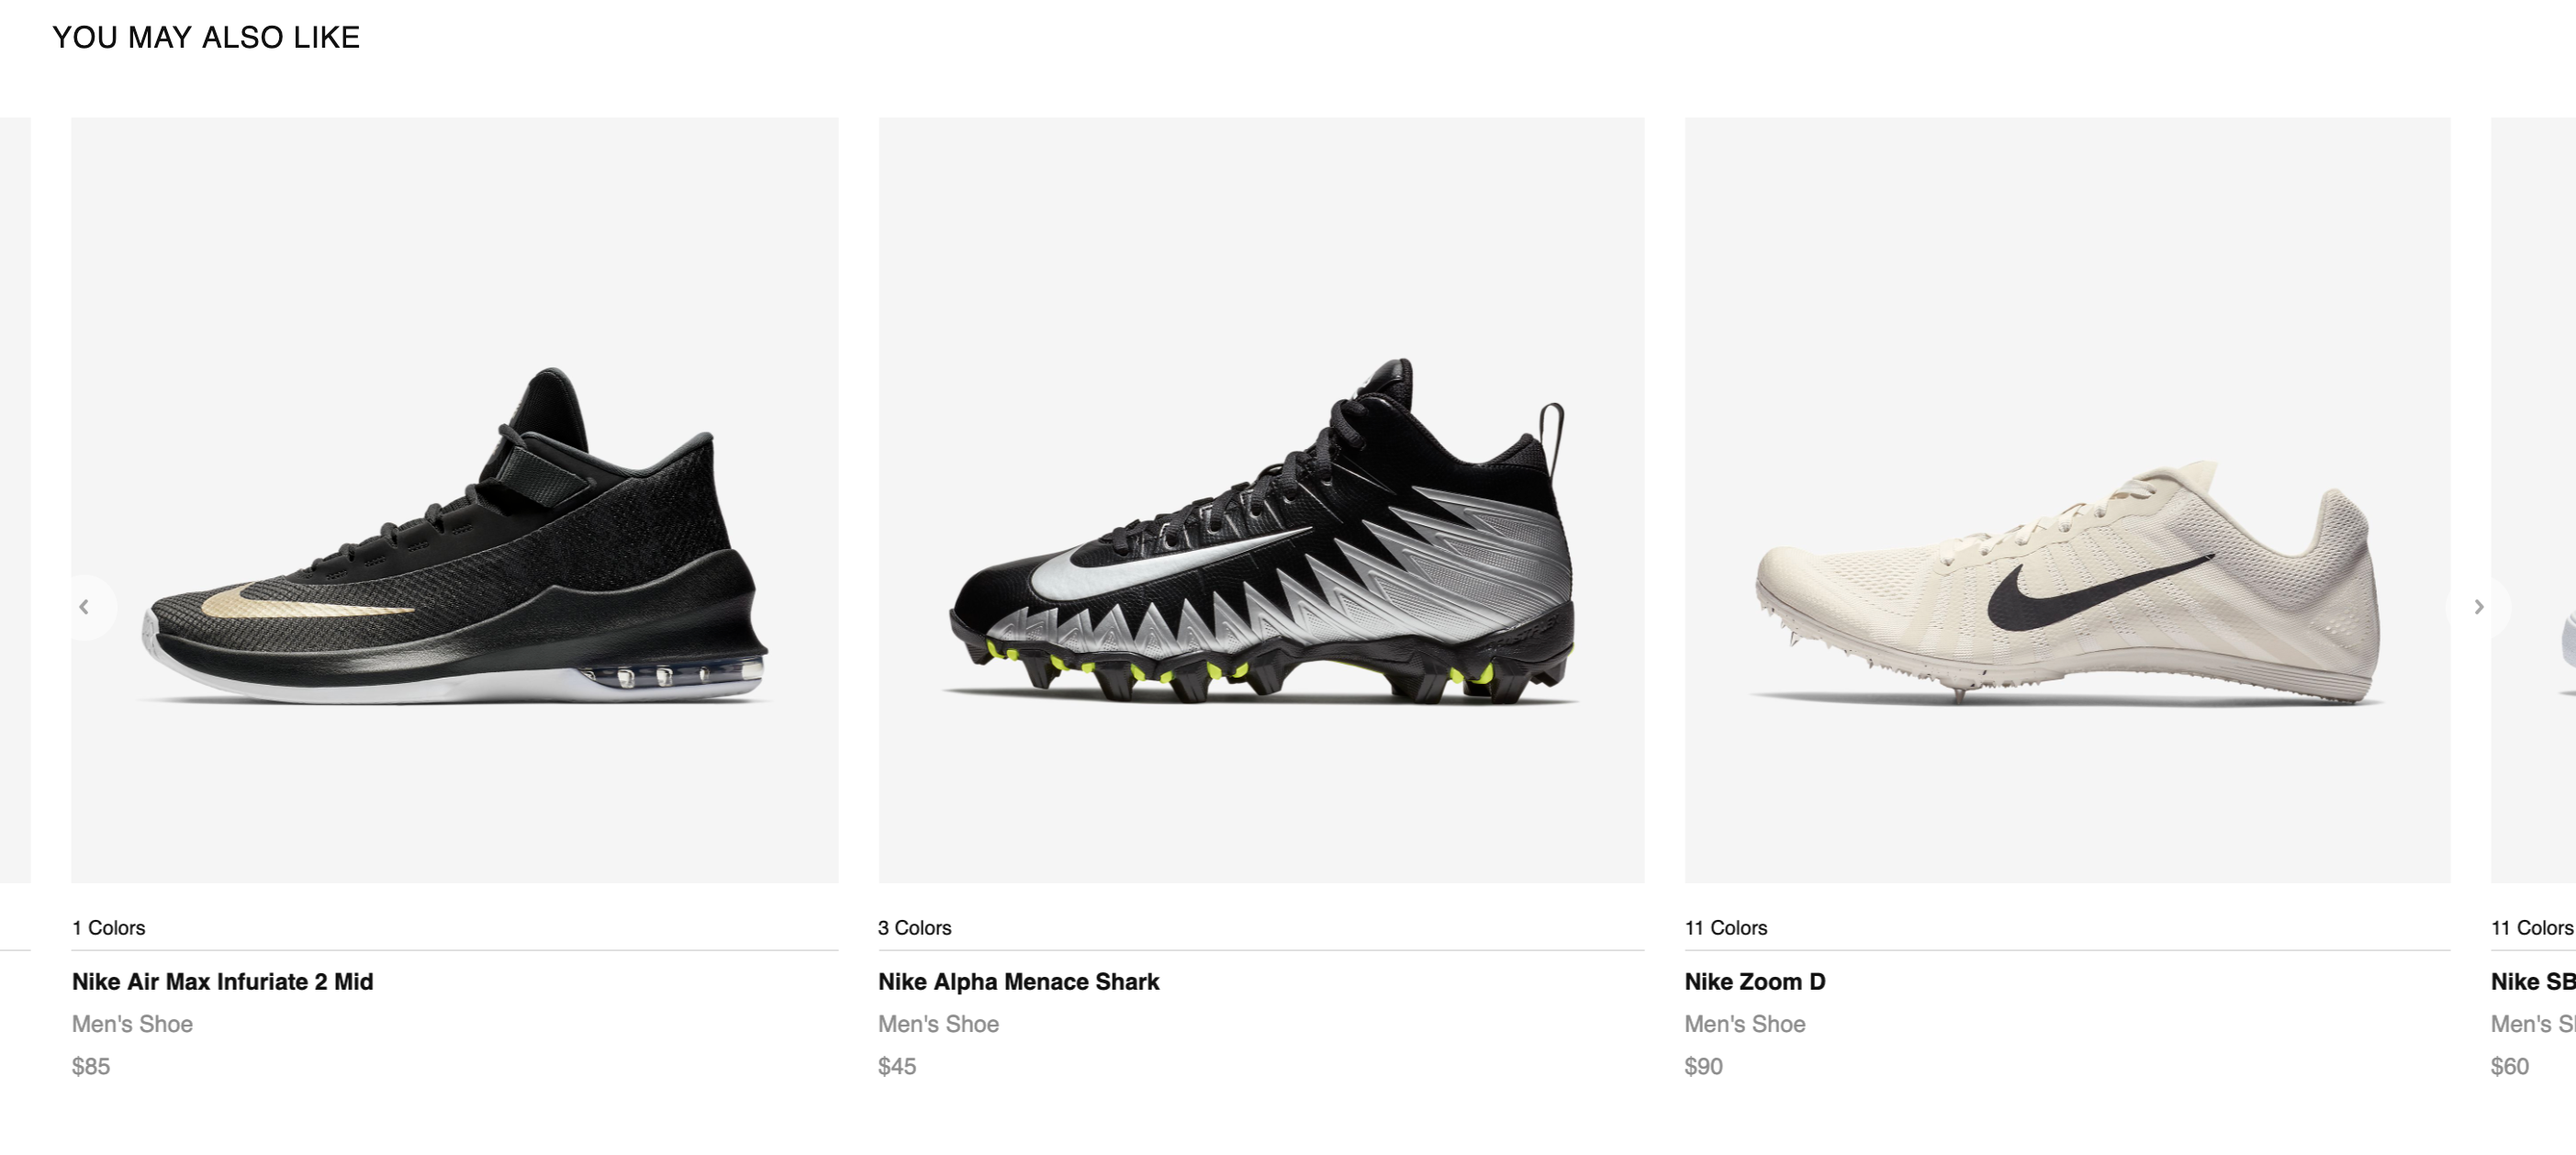 YOU MAY ALSO LIKE
1 Colors
Nike Air Max Infuriate 2 Mid
Men's Shoe
$85
3 Colors
Nike Alpha Menace Shark
Men's Shoe
$45
11 Colors
Nike Zoom D
Men's Shoe
$90
11 Colors
Nike SB
Men's
$60